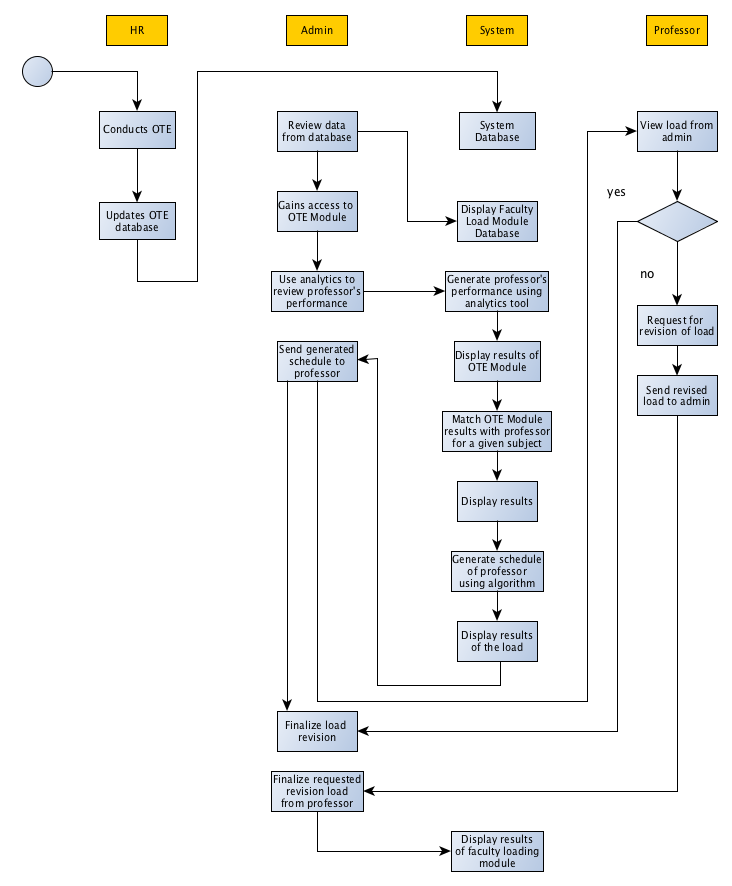 HR
Admin
System
Professor
Conducts OTE
Review data
from database
System
Database
View load from
admin
yes
Gains access to
OTE Module
Updates OTE
database
Display Faculty
Load Module
Database
no
Use analytics to
review professor's
performance
Generate professor's
performance using
analytics tool
Request for
revision of load
Send generated
schedule to
professor
Display results of
OTE Module
Send revised
load to admin
Match OTE Module
results with professor
for a given subject
Display results
Generate schedule
of professor
using algorithm
Display results
of the load
Finalize load
revision
Finalize requested
revision load
from professor
Display results
of faculty loading
module